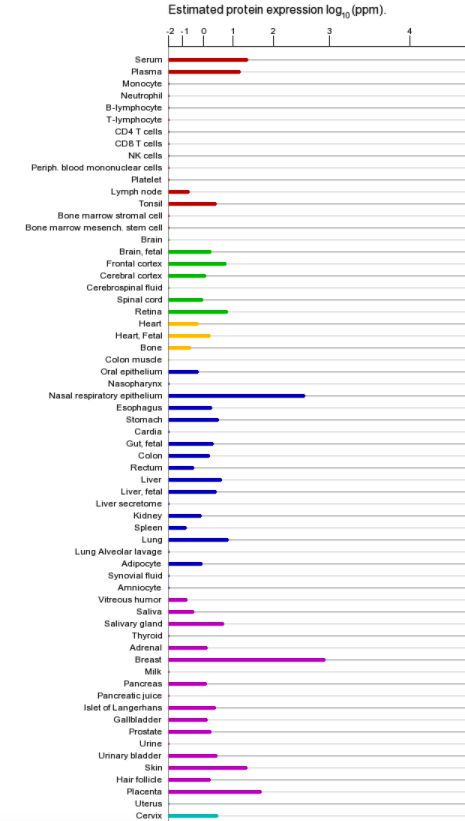 Estimated protein expression log10 (ppm).
-2 -1 0 1 2 3 4
Serum
Plasma
Monocyte
Neutrophil
B-lymphocyte
T-lymphocyte
CD4 T cells
CD8 T cells
NK cells
Periph. blood mononuclear cells
Platelet
Lymph node
Tonsil
Bone marrow stromal cell
Bone marrow mesench. stem cell
Brain
Brain, fetal
Frontal cortex
Cerebral cortex
Cerebrospinal fluid
Spinal cord
Retina
Heart
Heart, Fetal
Bone
Colon muscle
Oral epithelium
Nasopharynx
Nasal respiratory epithelium
Esophagus
Stomach
Cardia
Gut, fetal
Colon
Rectum
Liver
Liver, fetal
Liver secretome
Kidney
Spleen
Lung
Lung Alveolar lavage
Adipocyte
Synovial fluid
Amniocyte
Vitreous humor
Saliva
Salivary gland
Thyroid
Adrenal
Breast
Milk
Pancreas
Pancreatic juice
Islet of Langerhans
Gallbladder
Prostate
Urine
Urinary bladder
Skin
Hair follicle
Placenta
Uterus
Cervix